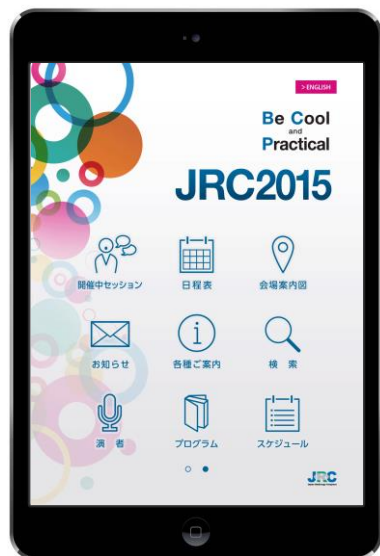 > ENGLISH
Be Cool
and
Practical
JRC2015
開催中セッション
日程表
会場案内図
お知らせ
各種ご案内
検 索
演 者
プログラム
スケジュール
JRC